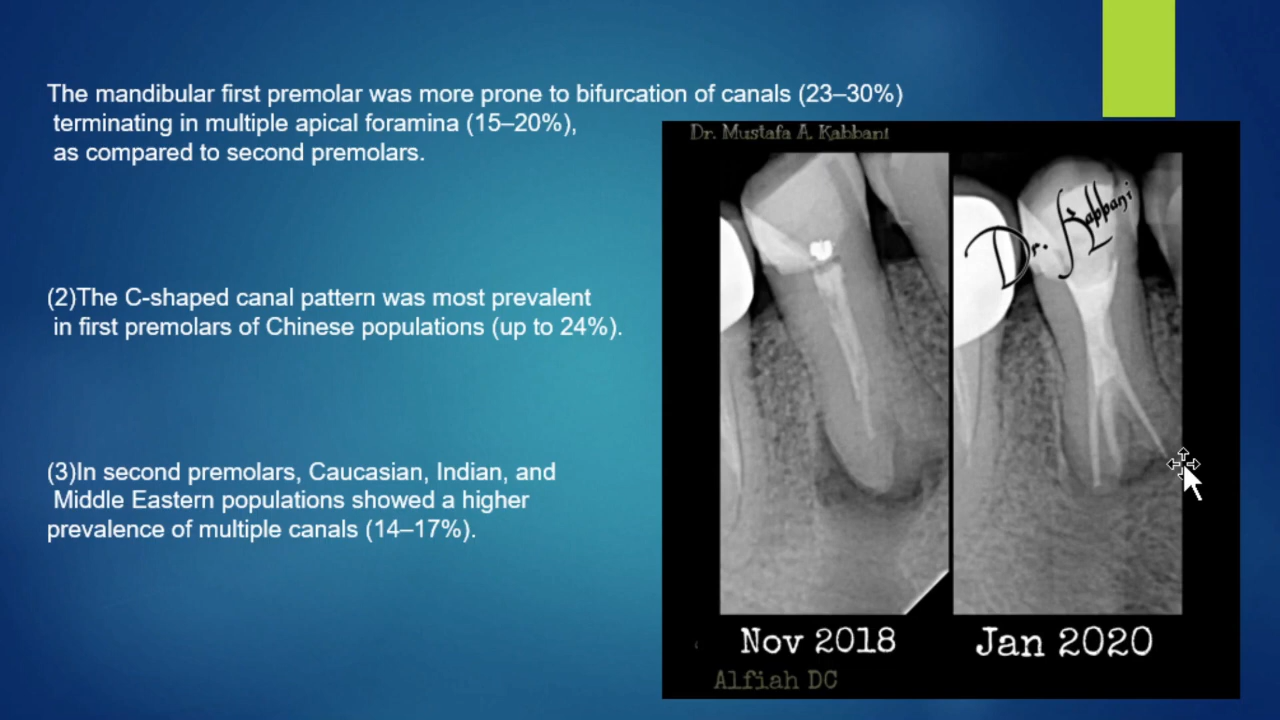 The mandibular first premolar was more prone to bifurcation of canals (23–30%)
terminating in multiple apical foramina (15–20%),
as compared to second premolars.
(2)The C-shaped canal pattern was most prevalent
in first premolars of Chinese populations (up to 24%).
(3)In second premolars, Caucasian, Indian, and
Middle Eastern populations showed a higher
prevalence of multiple canals (14–17%).
Dr. Mustafa A. Kabbani
Dr. Kabbani
Nov 2018
Jan 2020
Alfiah DC